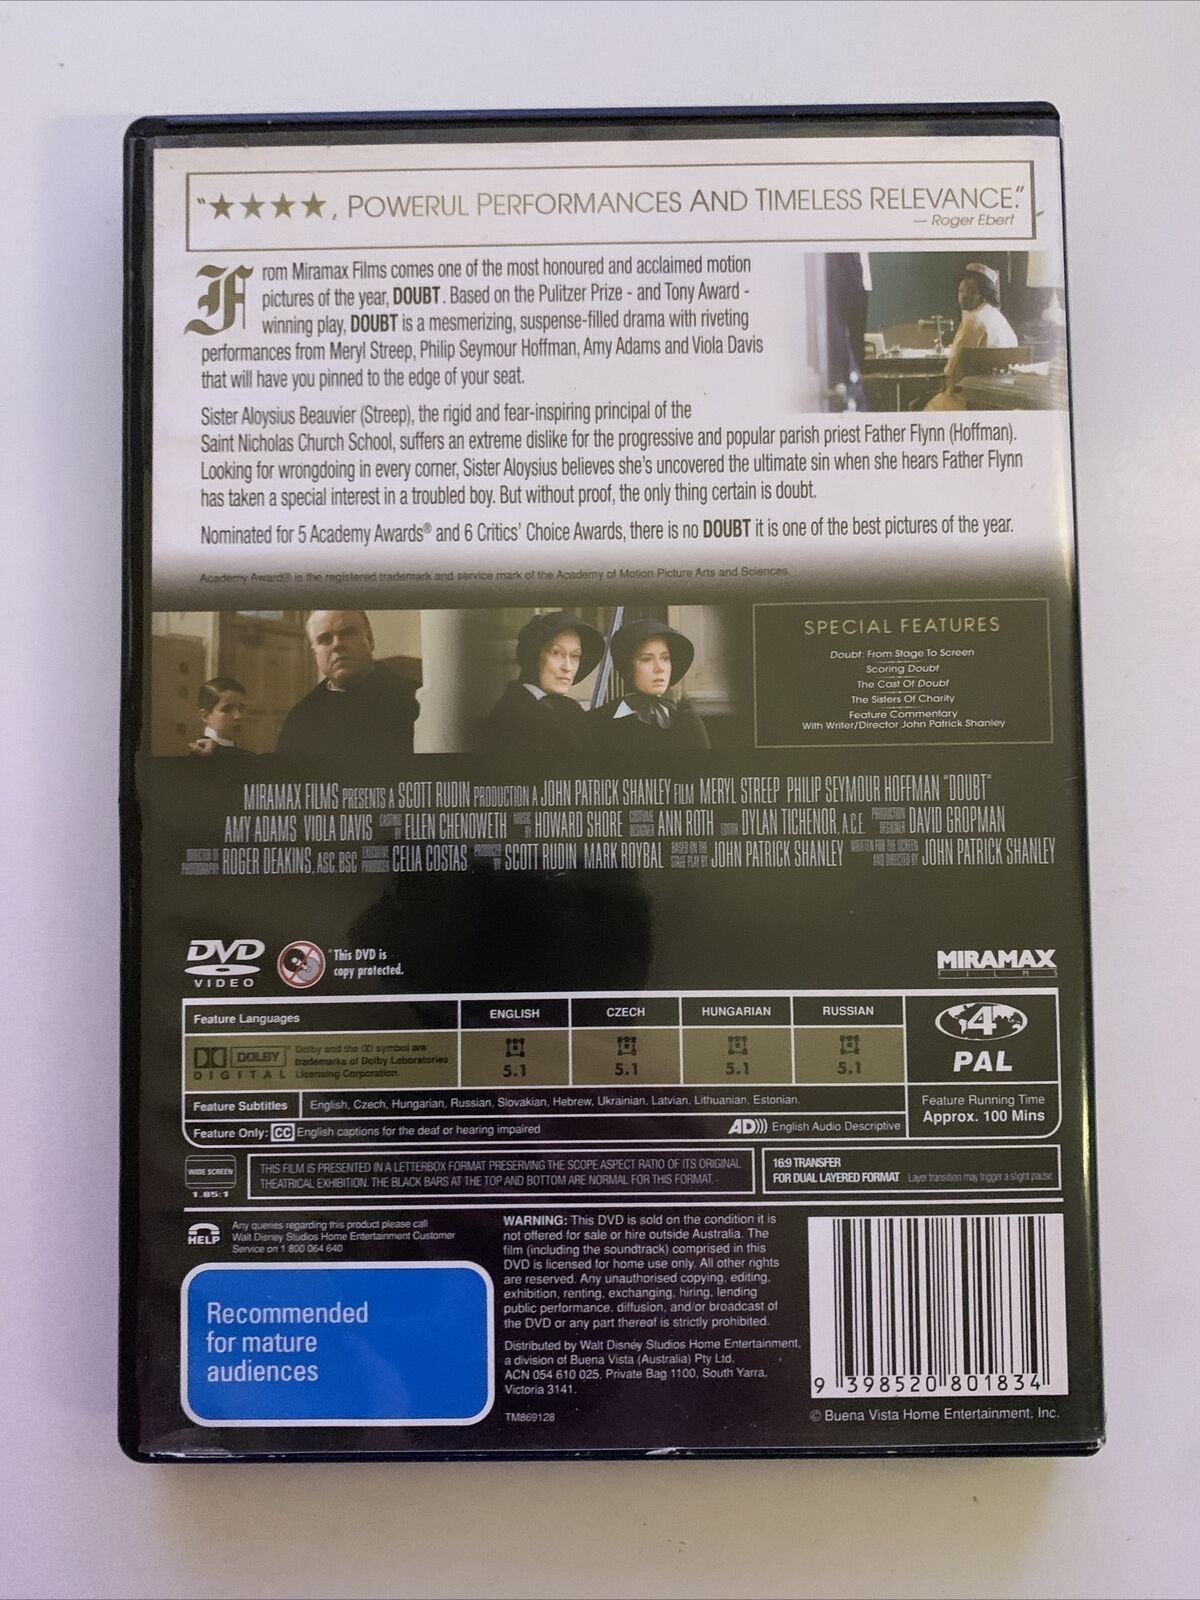 "★★★★, POWERUL PERFORMANCES AND TIMELESS RELEVANCE."
— Roger Ebert
From Miramax Films comes one of the most honoured and acclaimed motion
pictures of the year, DOUBT. Based on the Pulitzer Prize - and Tony Award -
winning play, DOUBT is a mesmerizing, suspense-filled drama with riveting
performances from Meryl Streep, Philip Seymour Hoffman, Amy Adams and Viola Davis
that will have you pinned to the edge of your seat.
Sister Aloysius Beauvier (Streep), the rigid and fear-inspiring principal of the
Saint Nicholas Church School, suffers an extreme dislike for the progressive and popular parish priest Father Flynn (Hoffman).
Looking for wrongdoing in every corner, Sister Aloysius believes she's uncovered the ultimate sin when she hears Father Flynn
has taken a special interest in a troubled boy. But without proof, the only thing certain is doubt.
Nominated for 5 Academy Awards® and 6 Critics' Choice Awards, there is no DOUBT it is one of the best pictures of the year.
Academy Award® is the registered trademark and service mark of the Academy of Motion Picture Arts and Sciences.
SPECIAL FEATURES
Doubt: From Stage To Screen
Scoring Doubt
The Cast Of Doubt
The Sisters Of Charity
Feature Commentary
With Writer/Director John Patrick Shanley
MIRAMAX FILMS PRESENTS A SCOTT RUDIN PRODUCTION A JOHN PATRICK SHANLEY FILM MERYL STREEP PHILIP SEYMOUR HOFFMAN "DOUBT"
AMY ADAMS VIOLA DAVIS CASTING BY ELLEN CHENOWETH MUSIC BY HOWARD SHORE COSTUME DESIGNER ANN ROTH EDITOR DYLAN TICHENOR, A.C.E. PRODUCTION DESIGNER DAVID GROPMAN
DIRECTOR OF PHOTOGRAPHY ROGER DEAKINS, ASC, BSC EXECUTIVE PRODUCER CELIA COSTAS PRODUCED BY SCOTT RUDIN MARK ROYBAL BASED ON THE STAGE PLAY BY JOHN PATRICK SHANLEY WRITTEN FOR THE SCREEN AND DIRECTED BY JOHN PATRICK SHANLEY
DVD
VIDEO
*This DVD is
copy protected.
MIRAMAX
FILMS
Feature Languages
ENGLISH CZECH HUNGARIAN RUSSIAN
DOLBY
DIGITAL
Dolby and the DD symbol are
trademarks of Dolby Laboratories
Licensing Corporation.
5.1 5.1 5.1 5.1
4
PAL
Feature Subtitles English, Czech, Hungarian, Russian, Slovakian, Hebrew, Ukrainian, Latvian, Lithuanian, Estonian.
Feature Only: CC English captions for the deaf or hearing impaired
AD))) English Audio Descriptive
Feature Running Time
Approx. 100 Mins
WIDE SCREEN
1.85:1
THIS FILM IS PRESENTED IN A LETTERBOX FORMAT PRESERVING THE SCOPE ASPECT RATIO OF ITS ORIGINAL
THEATRICAL EXHIBITION. THE BLACK BARS AT THE TOP AND BOTTOM ARE NORMAL FOR THIS FORMAT. -
16:9 TRANSFER
FOR DUAL LAYERED FORMAT Layer transition may trigger a slight pause.
HELP
Any queries regarding this product please call
Walt Disney Studios Home Entertainment Customer
Service on 1 800 064 640
Recommended
for mature
audiences
WARNING: This DVD is sold on the condition it is
not offered for sale or hire outside Australia. The
film (including the soundtrack) comprised in this
DVD is licensed for home use only. All other rights
are reserved. Any unauthorised copying, editing,
exhibition, renting, exchanging, hiring, lending
public performance, diffusion, and/or broadcast of
the DVD or any part thereof is strictly prohibited.
Distributed by Walt Disney Studios Home Entertainment,
a division of Buena Vista (Australia) Pty Ltd.
ACN 054 610 025, Private Bag 1100, South Yarra,
Victoria 3141.
TM869128
9 398520 801834
© Buena Vista Home Entertainment, Inc.